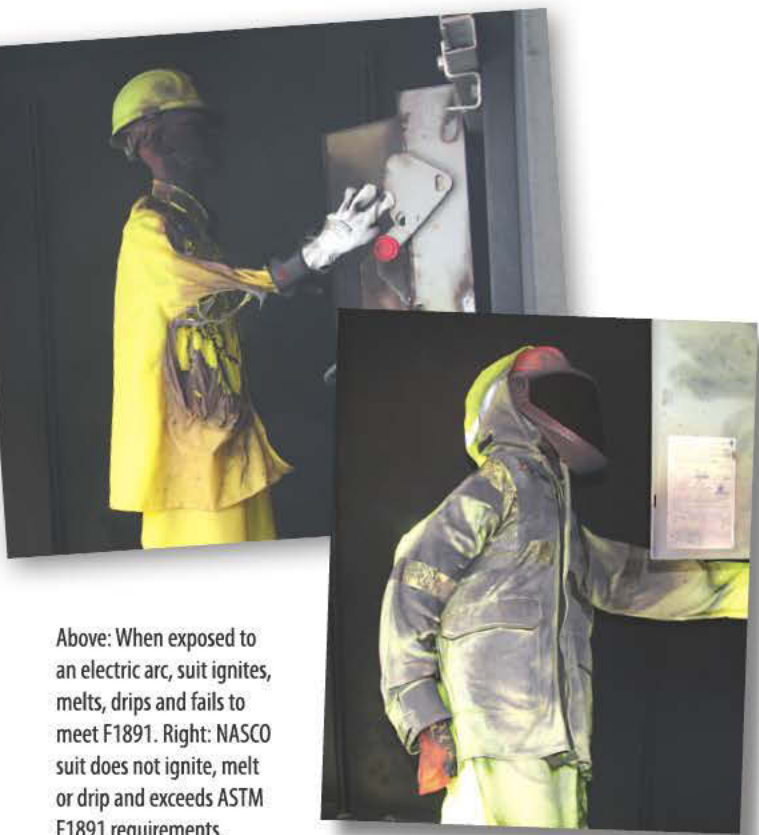 Above: When exposed to
an electric arc, suit ignites,
melts, drips and fails to
meet F1891. Right: NASCO
suit does not ignite, melt
or drip and exceeds ASTM
F1891 requirements.